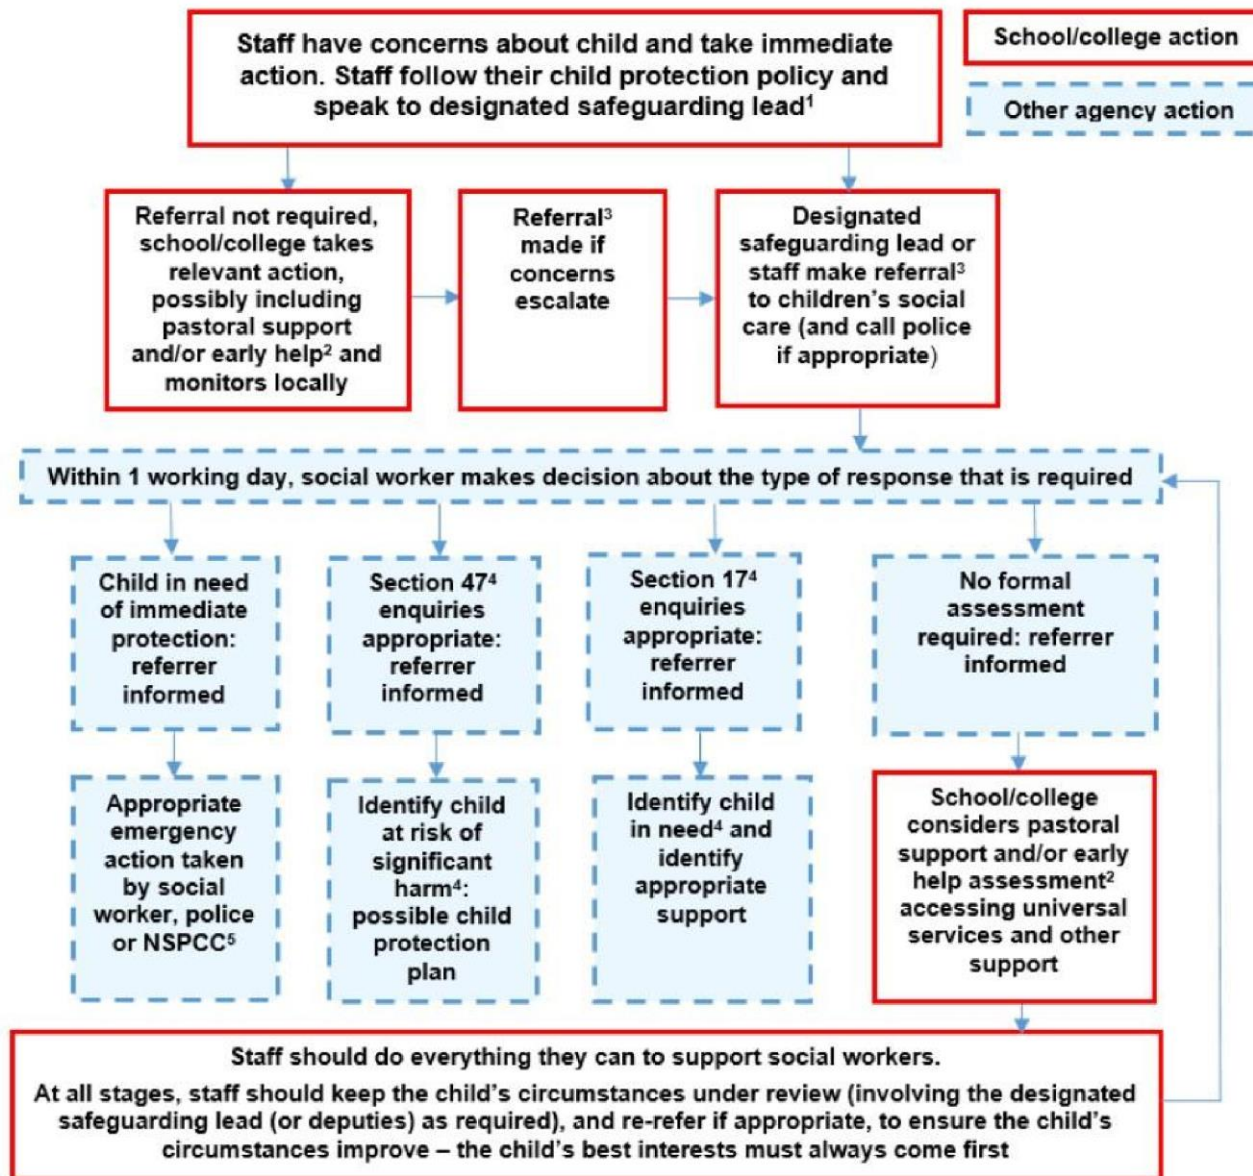 Staff have concerns about child and take immediate
action. Staff follow their child protection policy and
speak to designated safeguarding lead¹
School/college action
Other agency action
Referral not required,
school/college takes
relevant action,
possibly including
pastoral support
and/or early help² and
monitors locally
Referral³
made if
concerns
escalate
Designated
safeguarding lead or
staff make referral³
to children's social
care (and call police
if appropriate)
Within 1 working day, social worker makes decision about the type of response that is required
Child in need
of immediate
protection:
referrer
informed
Section 47⁴
enquiries
appropriate:
referrer
informed
Section 17⁴
enquiries
appropriate:
referrer
informed
No formal
assessment
required: referrer
informed
Appropriate
emergency
action taken
by social
worker, police
or NSPCC⁵
Identify child
at risk of
significant
harm⁴:
possible child
protection
plan
Identify child
in need⁴ and
identify
appropriate
support
School/college
considers pastoral
support and/or early
help assessment²
accessing universal
services and other
support
Staff should do everything they can to support social workers.
At all stages, staff should keep the child's circumstances under review (involving the designated
safeguarding lead (or deputies) as required), and re-refer if appropriate, to ensure the child's
circumstances improve – the child's best interests must always come first